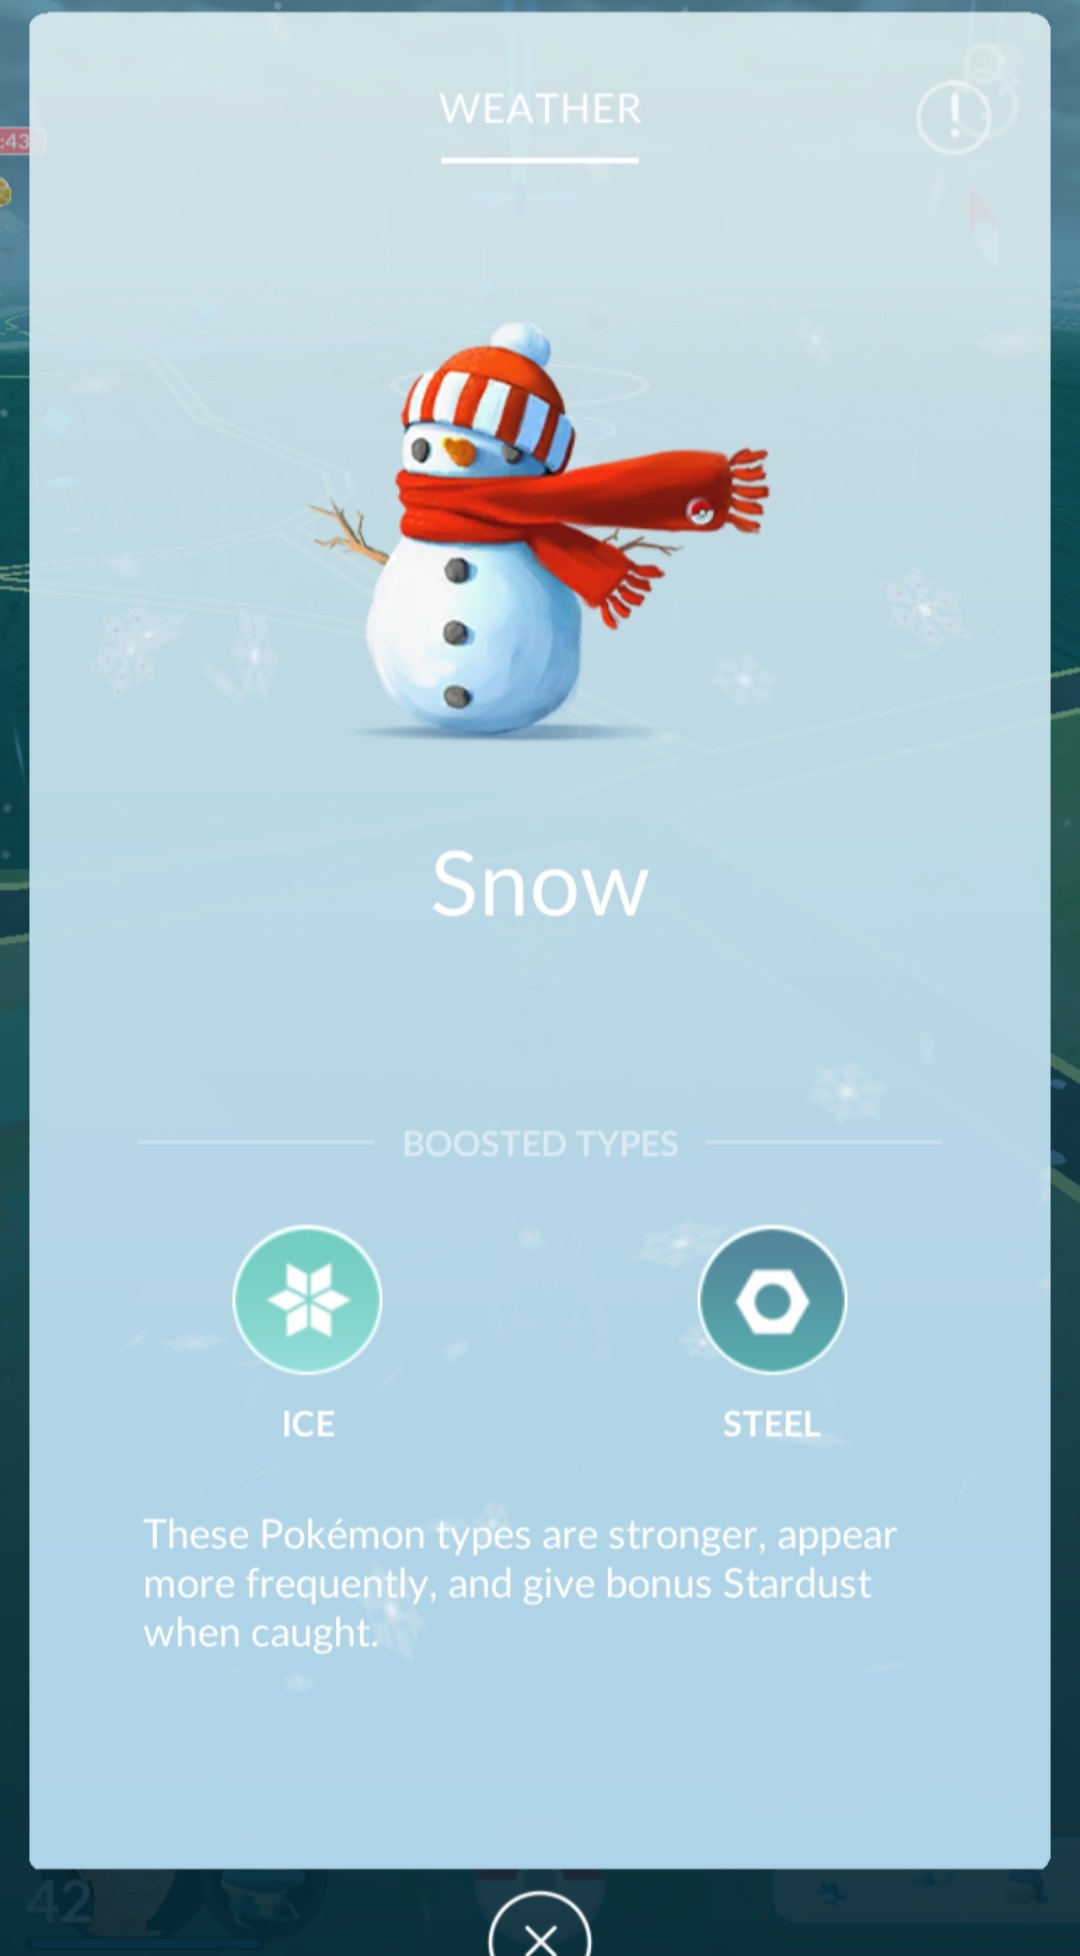 WEATHER
!
:43
Snow
BOOSTED TYPES
ICE
STEEL
These Pokémon types are stronger, appear
more frequently, and give bonus Stardust
when caught.
42